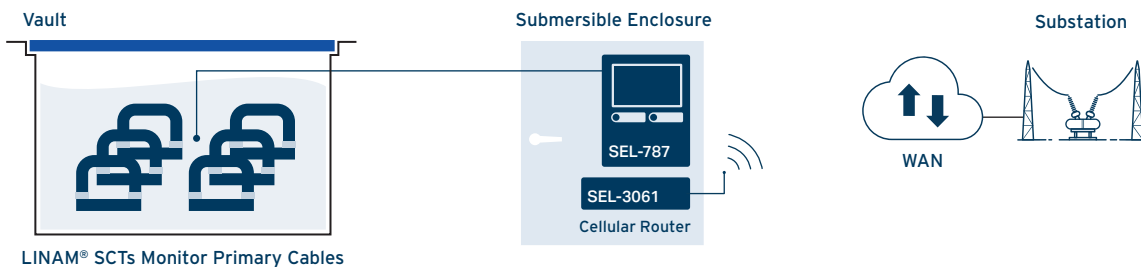 Vault
Submersible Enclosure
Substation
SEL-787
WAN
SEL-3061
Cellular Router
LINAM® SCTs Monitor Primary Cables